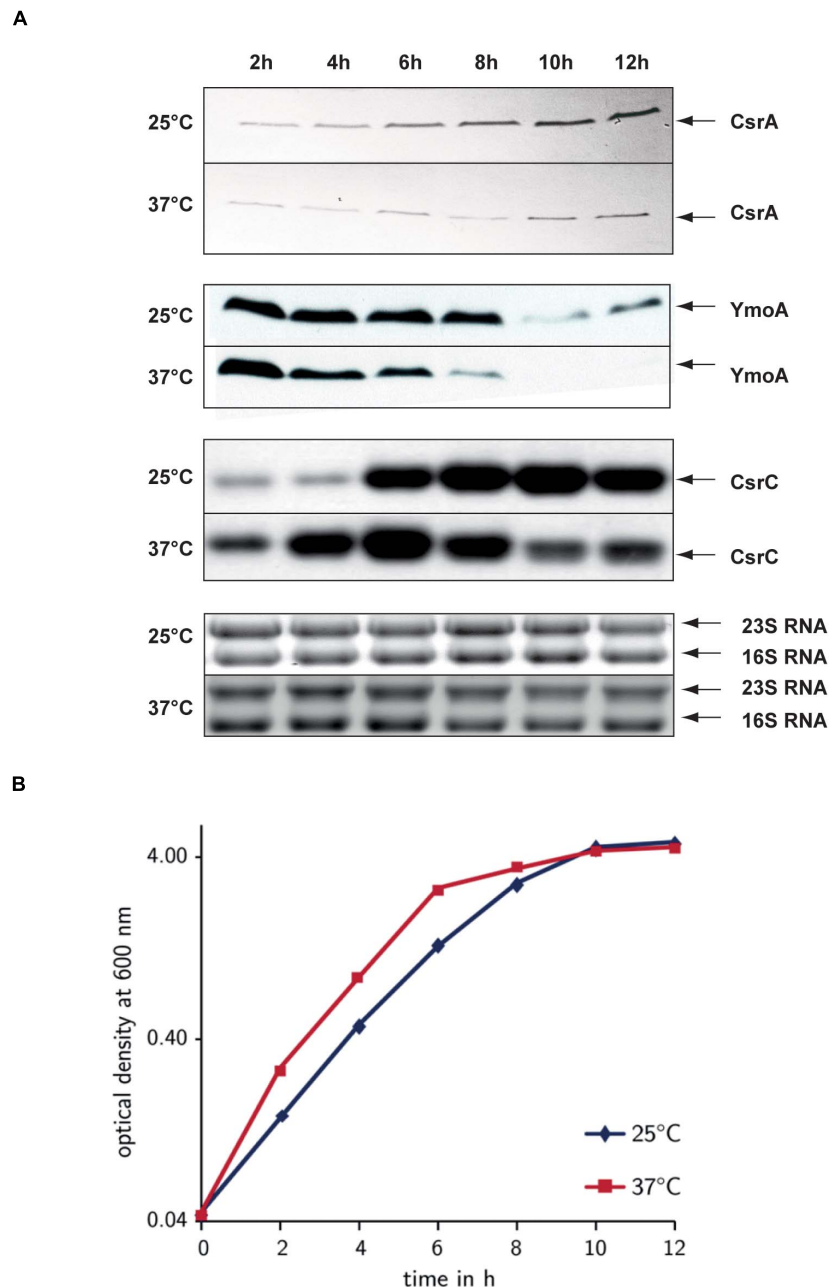 A
2h 4h 6h 8h 10h 12h
25°C CsrA
37°C CsrA
25°C YmoA
37°C YmoA
25°C CsrC
37°C CsrC
25°C 23S RNA
16S RNA
37°C 23S RNA
16S RNA
B
4.00
0.40
0.04
optical density at 600 nm
25°C
37°C
0 2 4 6 8 10 12
time in h